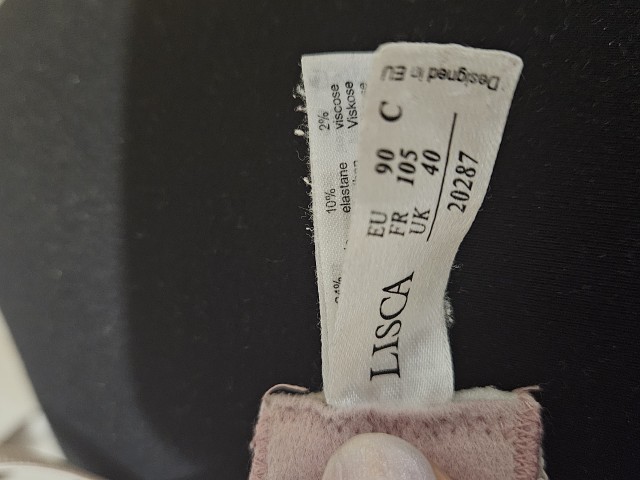 LISCA
EU 90 C
FR 105
UK 40
20287
Designed in EU
10%
elastane
2%
viscose
Viskose